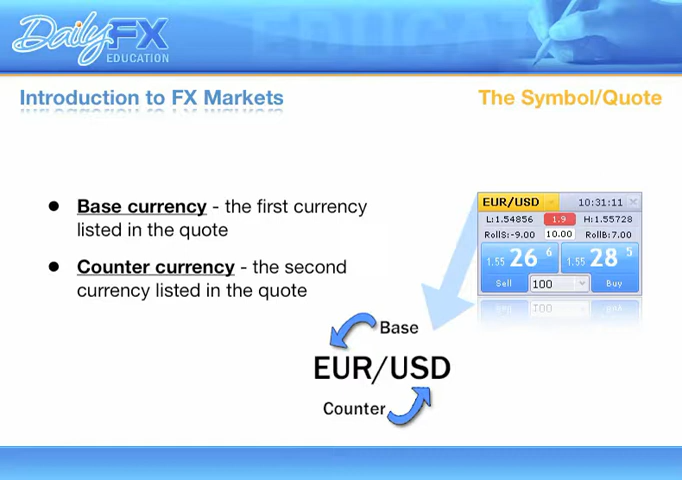 DailyFX
EDUCATION
EDUCATION
Introduction to FX Markets
The Symbol/Quote
● Base currency - the first currency
listed in the quote
● Counter currency - the second
currency listed in the quote
EUR/USD 10:31:11
L:1.54856 1.9 H:1.55728
RollS:-9.00 10.00 RollB:7.00
1.55 26 6 1.55 28 5
Sell 100 Buy
Base
EUR/USD
Counter